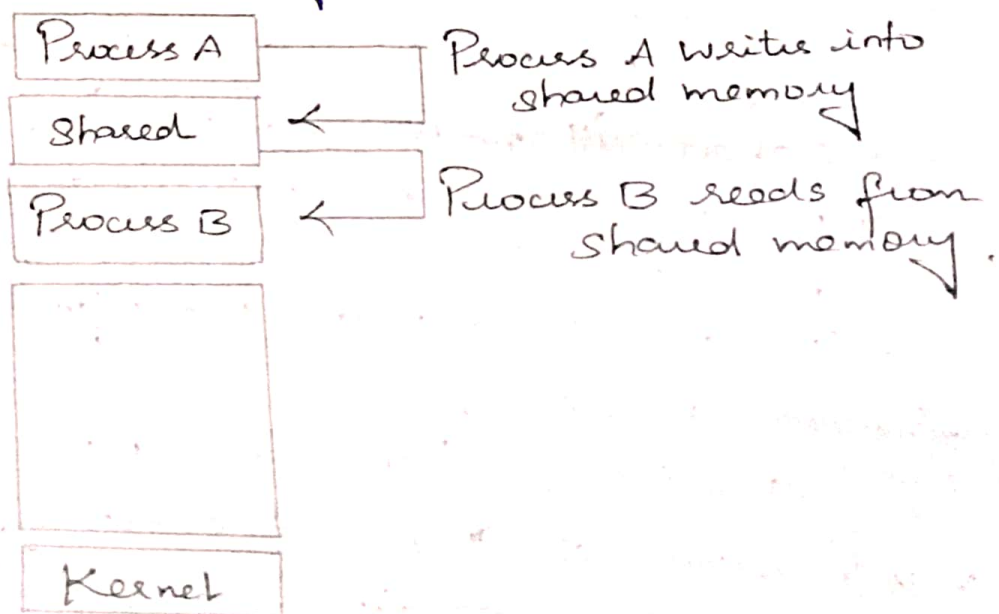 Process A
Process A writes into
shared memory
Shared
Process B reads from
shared memory.
Process B
Kernel